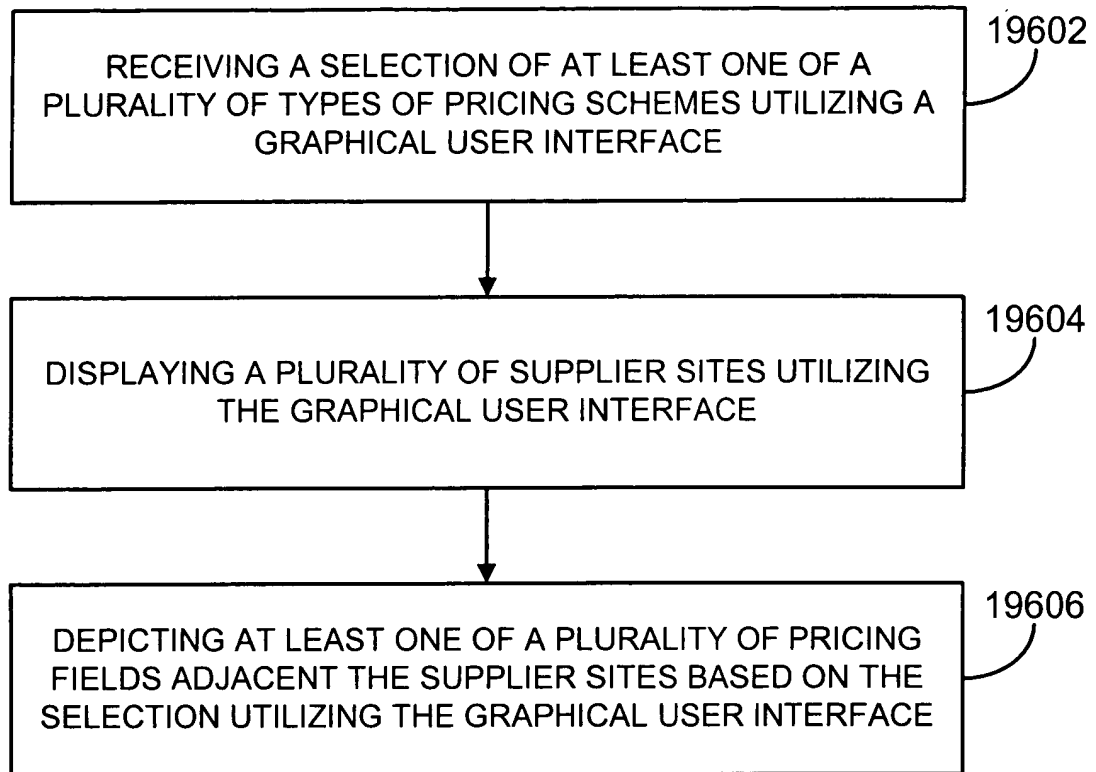 19602
RECEIVING A SELECTION OF AT LEAST ONE OF A
PLURALITY OF TYPES OF PRICING SCHEMES UTILIZING A
GRAPHICAL USER INTERFACE
19604
DISPLAYING A PLURALITY OF SUPPLIER SITES UTILIZING
THE GRAPHICAL USER INTERFACE
19606
DEPICTING AT LEAST ONE OF A PLURALITY OF PRICING
FIELDS ADJACENT THE SUPPLIER SITES BASED ON THE
SELECTION UTILIZING THE GRAPHICAL USER INTERFACE